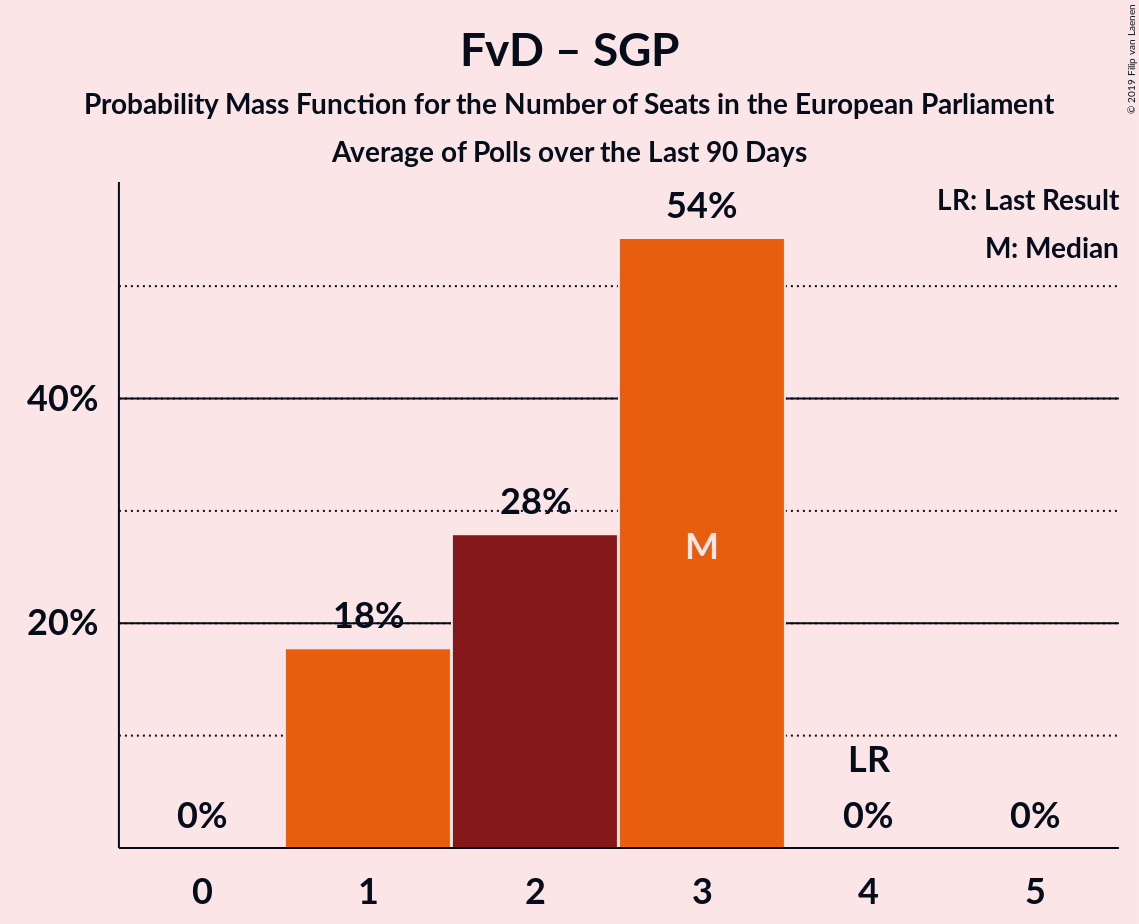 FvD – SGP
Probability Mass Function for the Number of Seats in the European Parliament
Average of Polls over the Last 90 Days
© 2019 Filip van Laenen
LR: Last Result
M: Median
54%
40%
28%
M
20%
18%
LR
0%
0%
0%
0 1 2 3 4 5